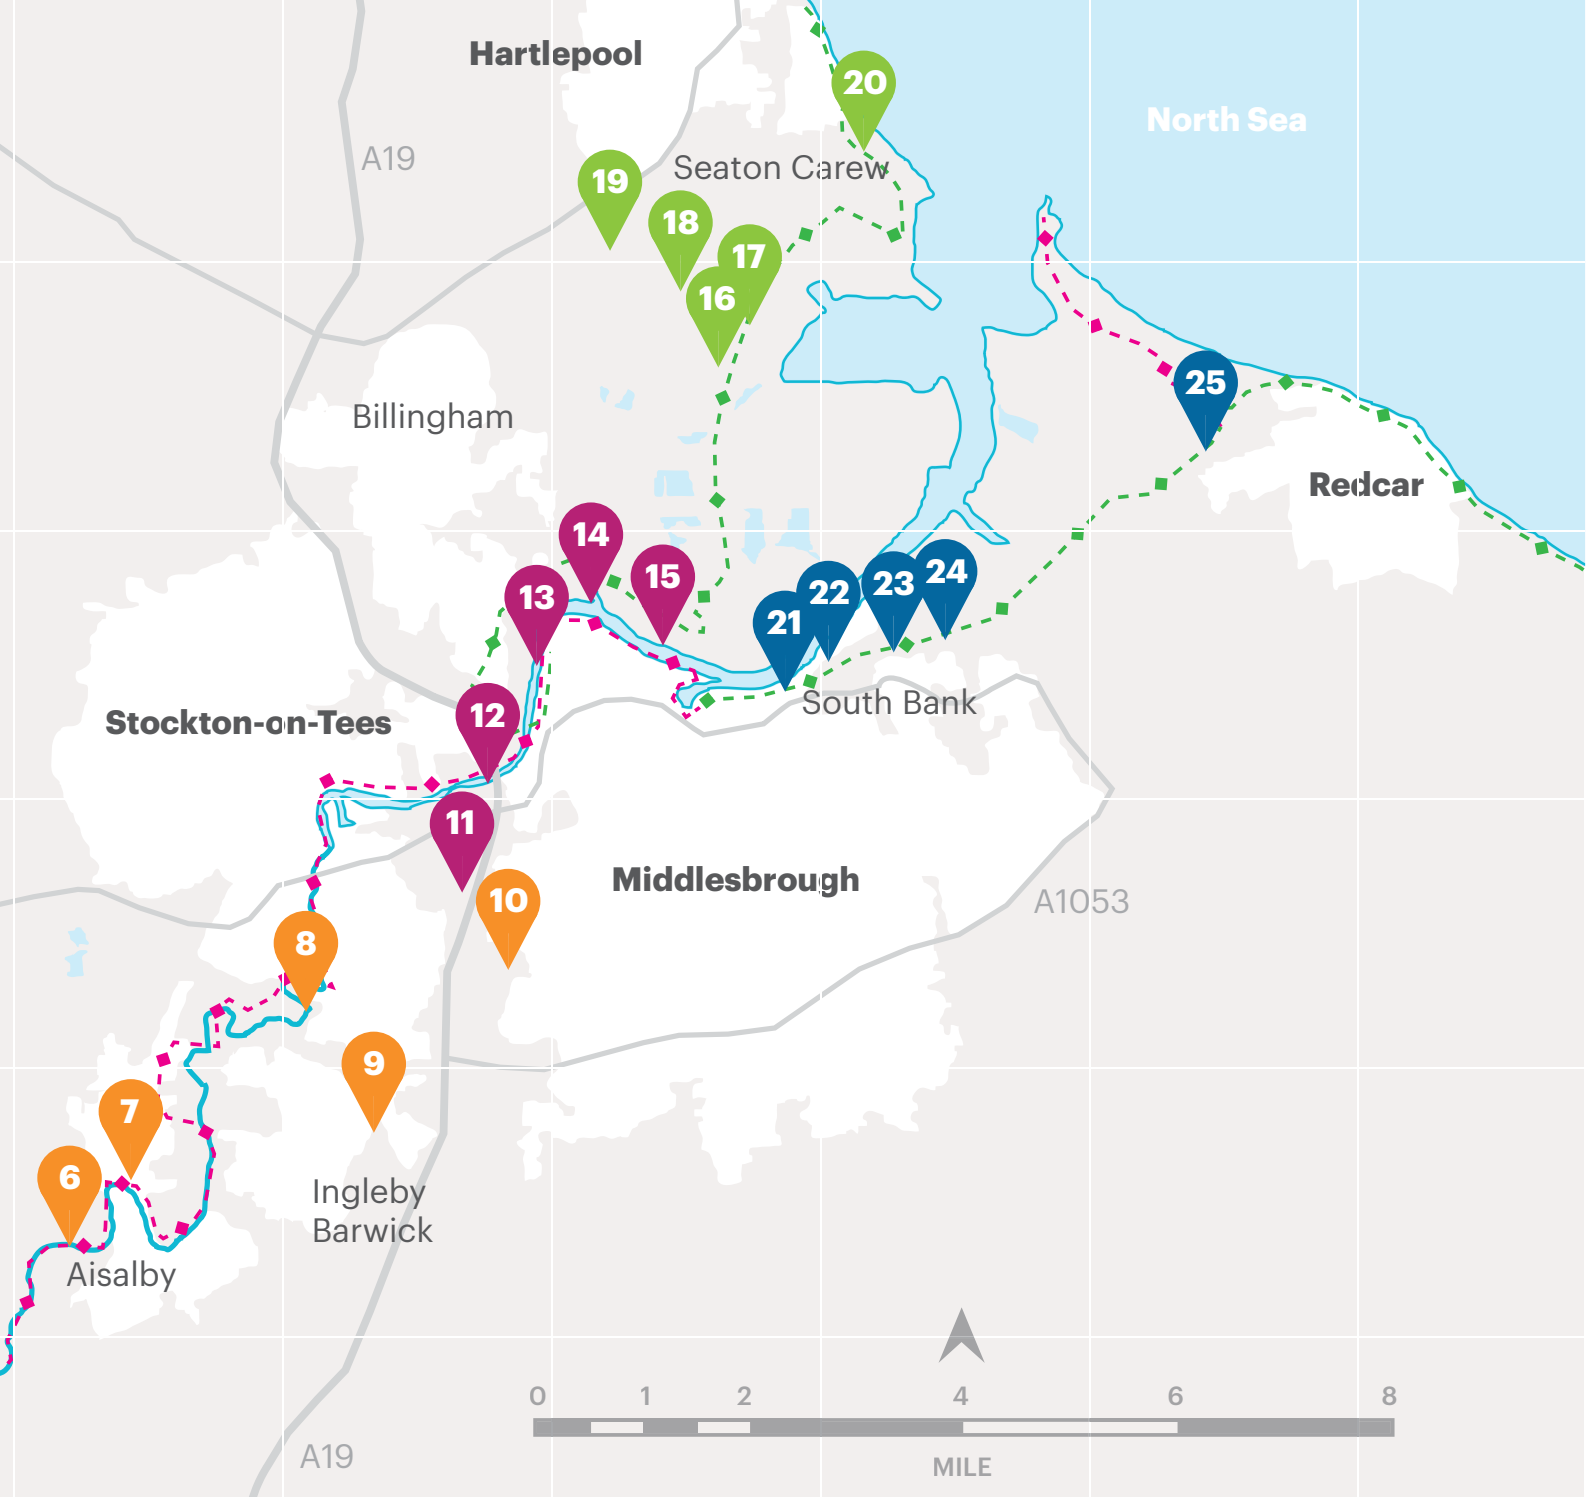 Hartlepool
20
North Sea
A19
Seaton Carew
19
18
17
16
25
Billingham
Redcar
14
15
13
24
23
22
21
South Bank
12
Stockton-on-Tees
11
Middlesbrough
10
A1053
8
9
7
6
Ingleby
Barwick
Aisalby
0 1 2 4 6 8
A19
MILE